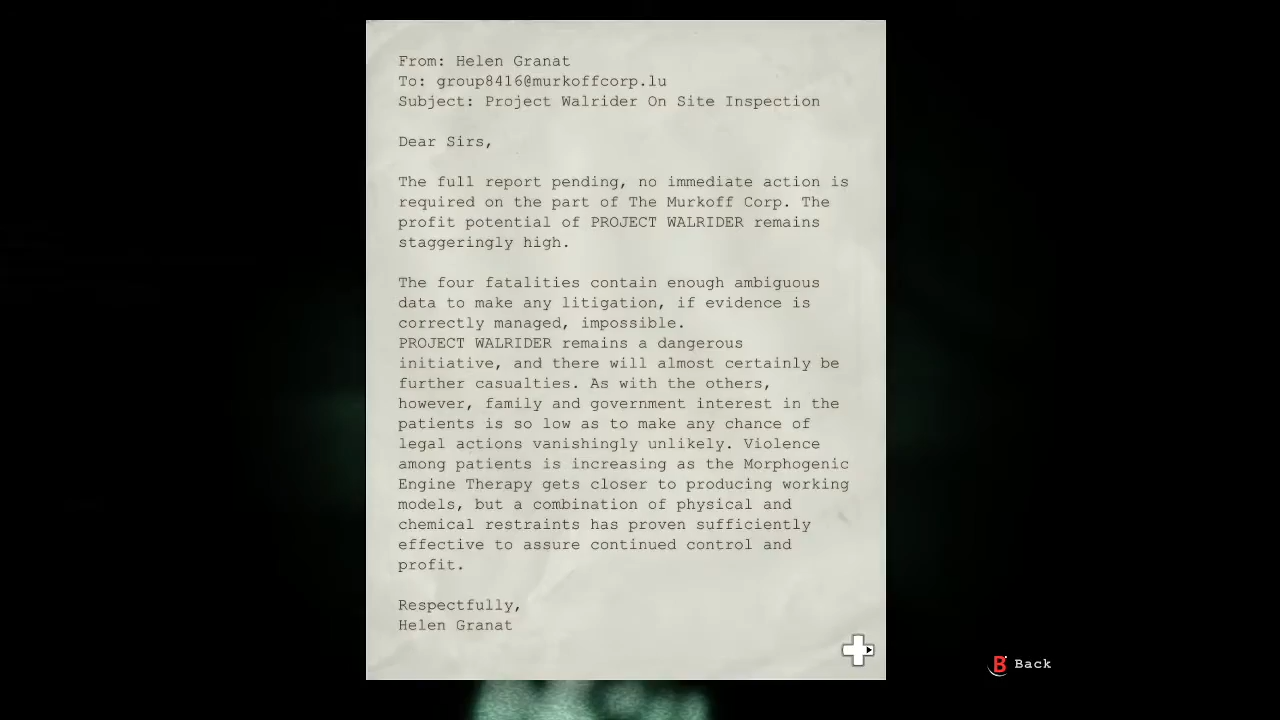 From: Helen Granat
To: group8416@murkoffcorp.lu
Subject: Project Walrider On Site Inspection
Dear Sirs,
The full report pending, no immediate action is
required on the part of The Murkoff Corp. The
profit potential of PROJECT WALRIDER remains
staggeringly high.
The four fatalities contain enough ambiguous
data to make any litigation, if evidence is
correctly managed, impossible.
PROJECT WALRIDER remains a dangerous
initiative, and there will almost certainly be
further casualties. As with the others,
however, family and government interest in the
patients is so low as to make any chance of
legal actions vanishingly unlikely. Violence
among patients is increasing as the Morphogenic
Engine Therapy gets closer to producing working
models, but a combination of physical and
chemical restraints has proven sufficiently
effective to assure continued control and
profit.
Respectfully,
Helen Granat
B Back